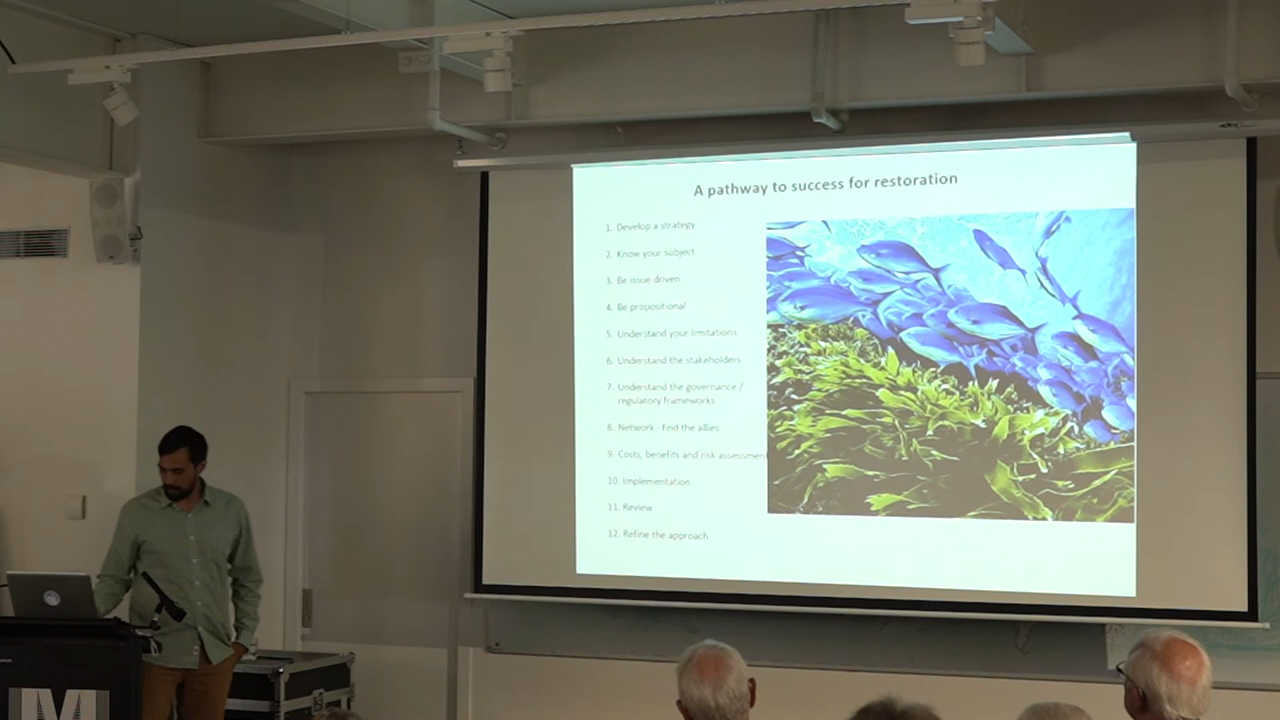 A pathway to success for restoration
1. Develop a strategy
2. Know your subject
3. Be issue driven
4. Be propositional
5. Understand your limitations
6. Understand the stakeholders
7. Understand the governance /
regulatory frameworks
8. Network - find the allies
9. Costs, benefits and risk assessment
10. Implementation
11. Review
12. Refine the approach
M